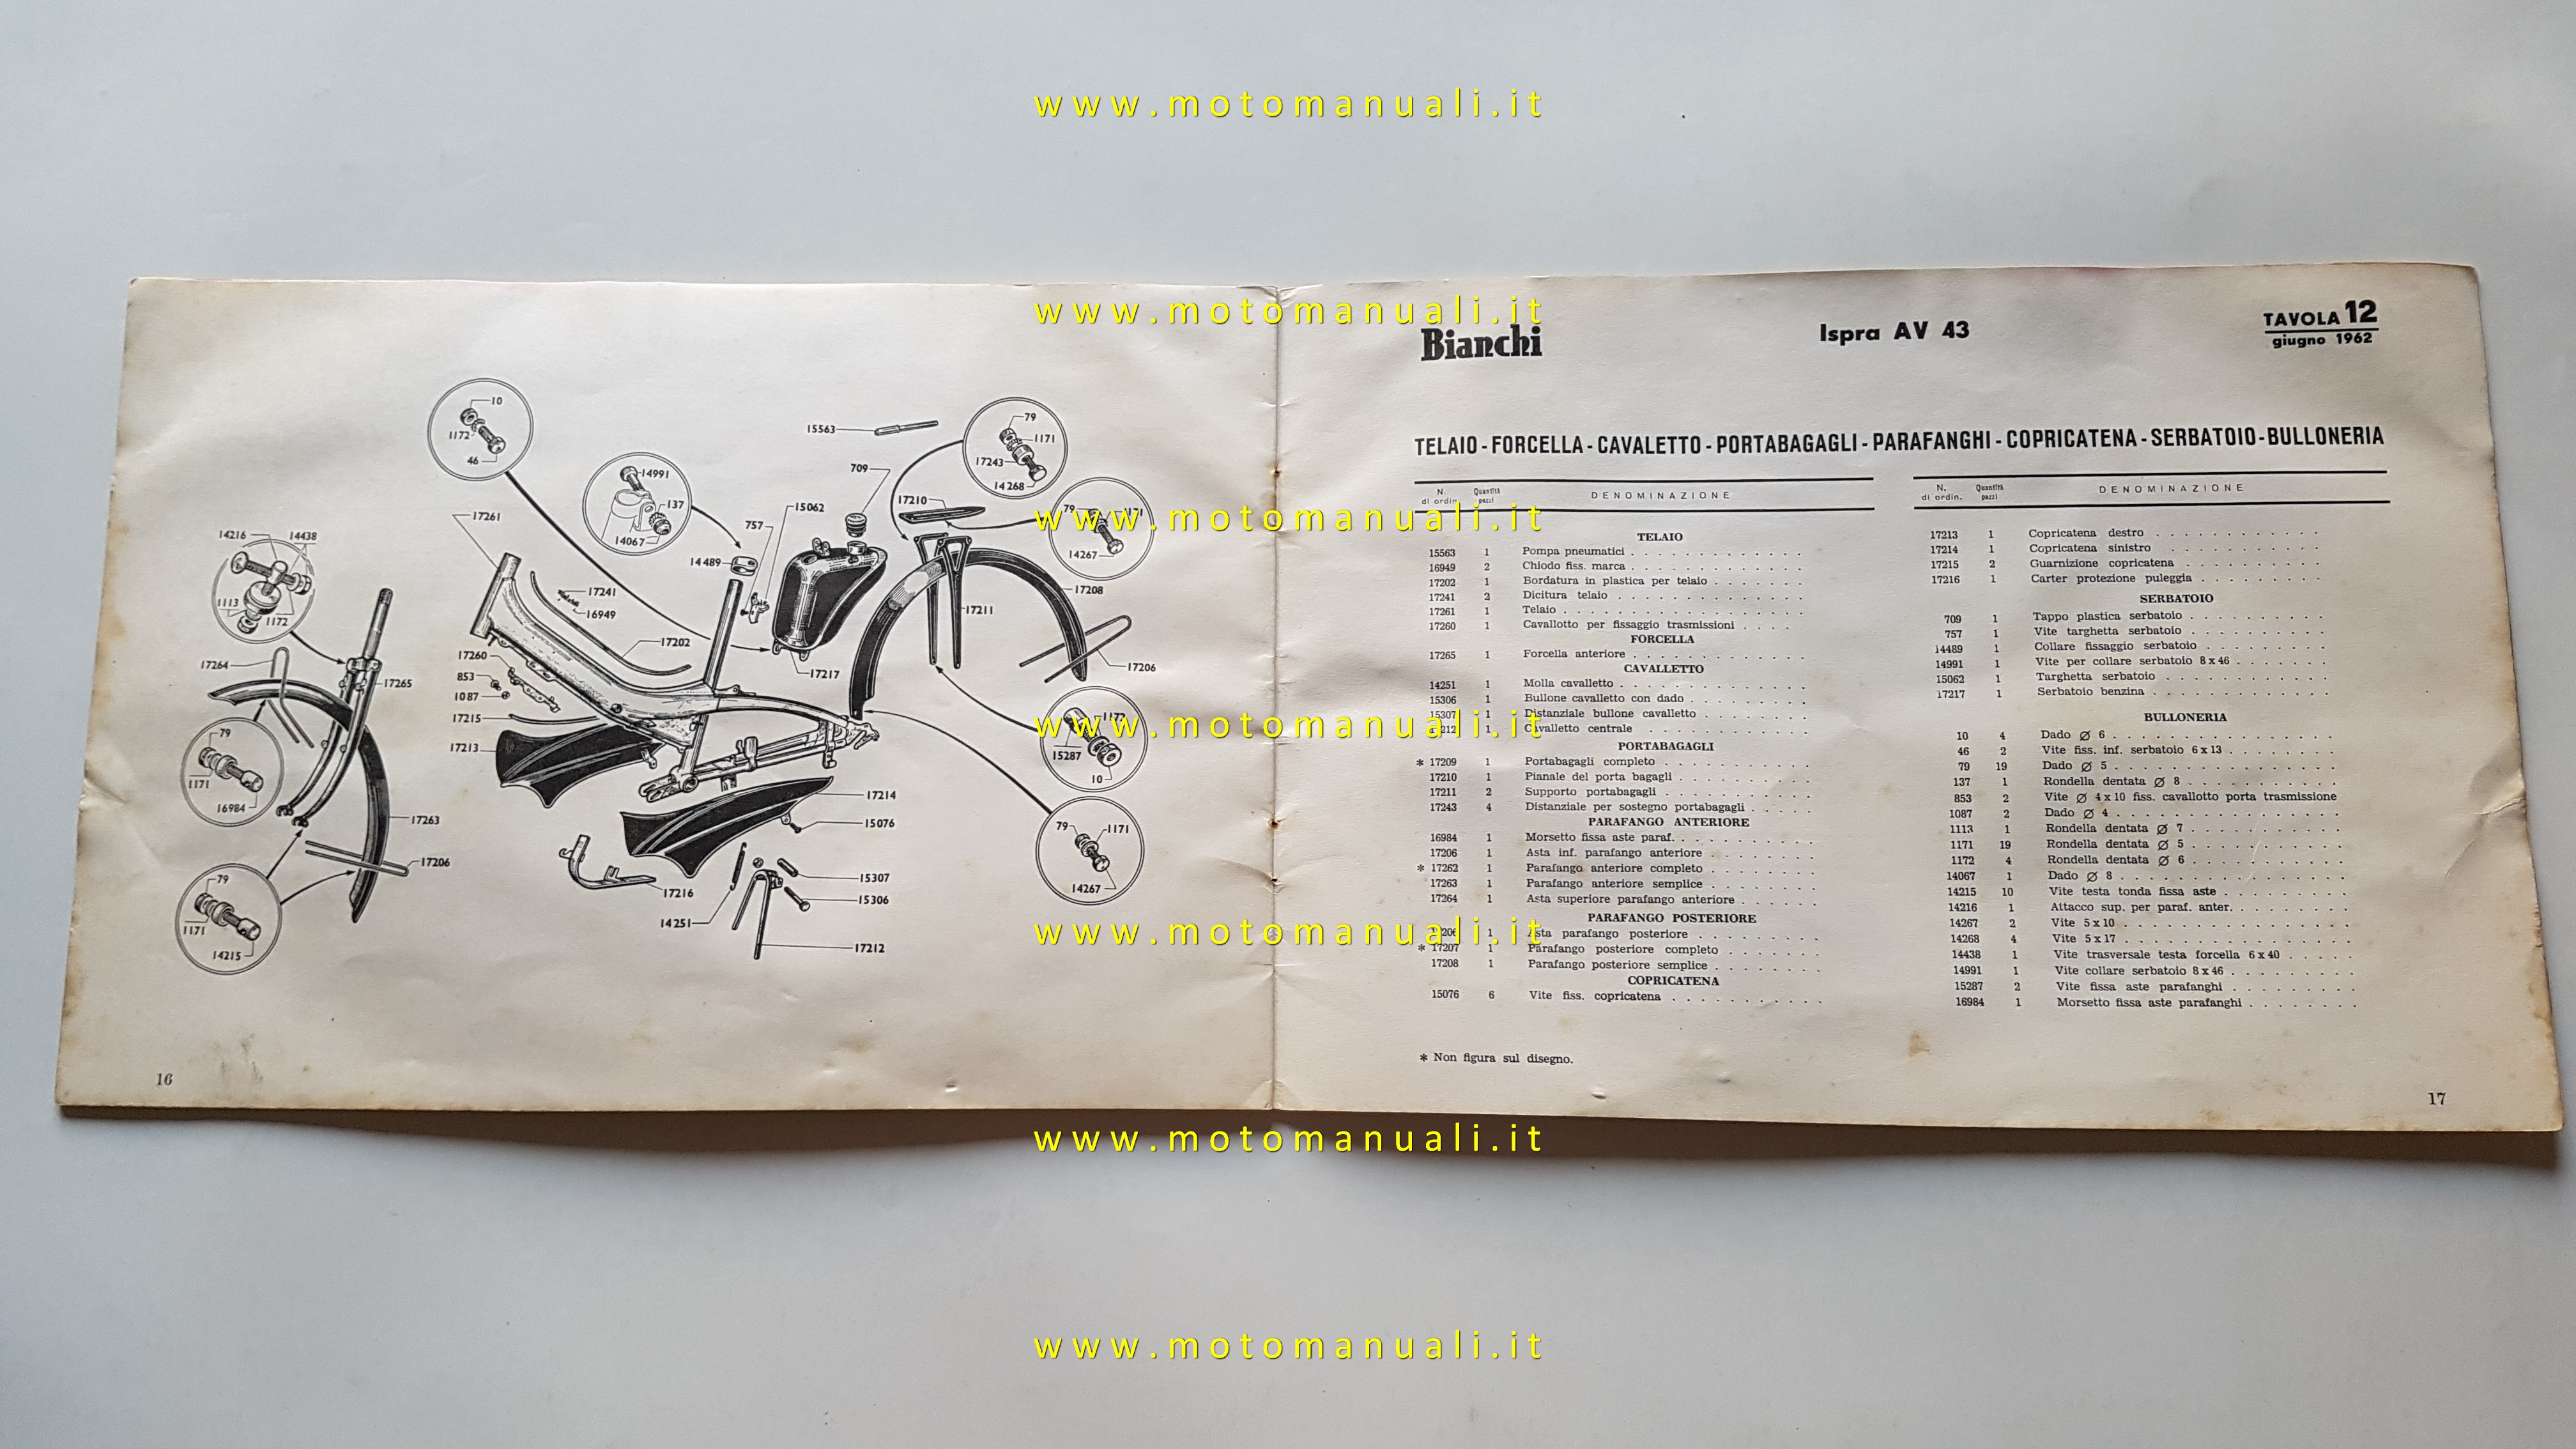 www.motomanuali.it
www.motomanuali.it
10
1172
46
15563
79
1171
17243
14268
14991
137
14067
709
17210
79
1171
14267
17261
757
15062
14216
14438
1113
1172
14489
17241
16949
17211
17208
17202
17264
17265
17260
853
1087
17217
17206
17215
17213
79
1171
16984
15287
10
17214
15076
79
1171
14267
17263
17206
17216
15307
15306
14251
79
1171
14215
17212
16
Bianchi
Ispra AV 43
TAVOLA 12
giugno 1962
TELAIO - FORCELLA - CAVALETTO - PORTABAGAGLI - PARAFANGHI - COPRICATENA - SERBATOIO - BULLONERIA
N. di ordin. Quantità pezzi DENOMINAZIONE
www.motomanuali.it
TELAIO
15563 1 Pompa pneumatici
16949 2 Chiodo fiss. marca
17202 1 Bordatura in plastica per telaio
17241 2 Dicitura telaio
17261 1 Telaio
17260 1 Cavallotto per fissaggio trasmissioni
FORCELLA
17265 1 Forcella anteriore
CAVALLETTO
14251 1 Molla cavalletto
15306 1 Bullone cavalletto con dado
15307 1 Distanziale bullone cavalletto
www.motomanuali.it
1 Cavalletto centrale
PORTABAGAGLI
* 17209 1 Portabagagli completo
17210 1 Pianale del porta bagagli
17211 2 Supporto portabagagli
17243 4 Distanziale per sostegno portabagagli
PARAFANGO ANTERIORE
16984 1 Morsetto fissa aste paraf.
17206 1 Asta inf. parafango anteriore
* 17262 1 Parafango anteriore completo
17263 1 Parafango anteriore semplice
17264 1 Asta superiore parafango anteriore
PARAFANGO POSTERIORE
www.motomanuali.it
17206 1 Asta parafango posteriore
* 17207 1 Parafango posteriore completo
17208 1 Parafango posteriore semplice
COPRICATENA
15076 6 Vite fiss. copricatena
* Non figura sul disegno.
N. di ordin. Quantità pezzi DENOMINAZIONE
17213 1 Copricatena destro
17214 1 Copricatena sinistro
17215 2 Guarnizione copricatena
17216 1 Carter protezione puleggia
SERBATOIO
709 1 Tappo plastica serbatoio
757 1 Vite targhetta serbatoio
14489 1 Collare fissaggio serbatoio
14991 1 Vite per collare serbatoio 8 x 46
15062 1 Targhetta serbatoio
17217 1 Serbatoio benzina
BULLONERIA
10 4 Dado ∅ 6
46 2 Vite fiss. inf. serbatoio 6 x 13
79 19 Dado ∅ 5
137 1 Rondella dentata ∅ 8
853 2 Vite ∅ 4 x 10 fiss. cavallotto porta trasmissione
1087 2 Dado ∅ 4
1113 1 Rondella dentata ∅ 7
1171 19 Rondella dentata ∅ 5
1172 4 Rondella dentata ∅ 6
14067 1 Dado ∅ 8
14215 10 Vite testa tonda fissa aste
14216 1 Attacco sup. per paraf. anter.
14267 2 Vite 5 x 10
14268 4 Vite 5 x 17
14438 1 Vite trasversale testa forcella 6 x 40
14991 1 Vite collare serbatoio 8 x 46
15287 2 Vite fissa aste parafanghi
16984 1 Morsetto fissa aste parafanghi
17
www.motomanuali.it
www.motomanuali.it